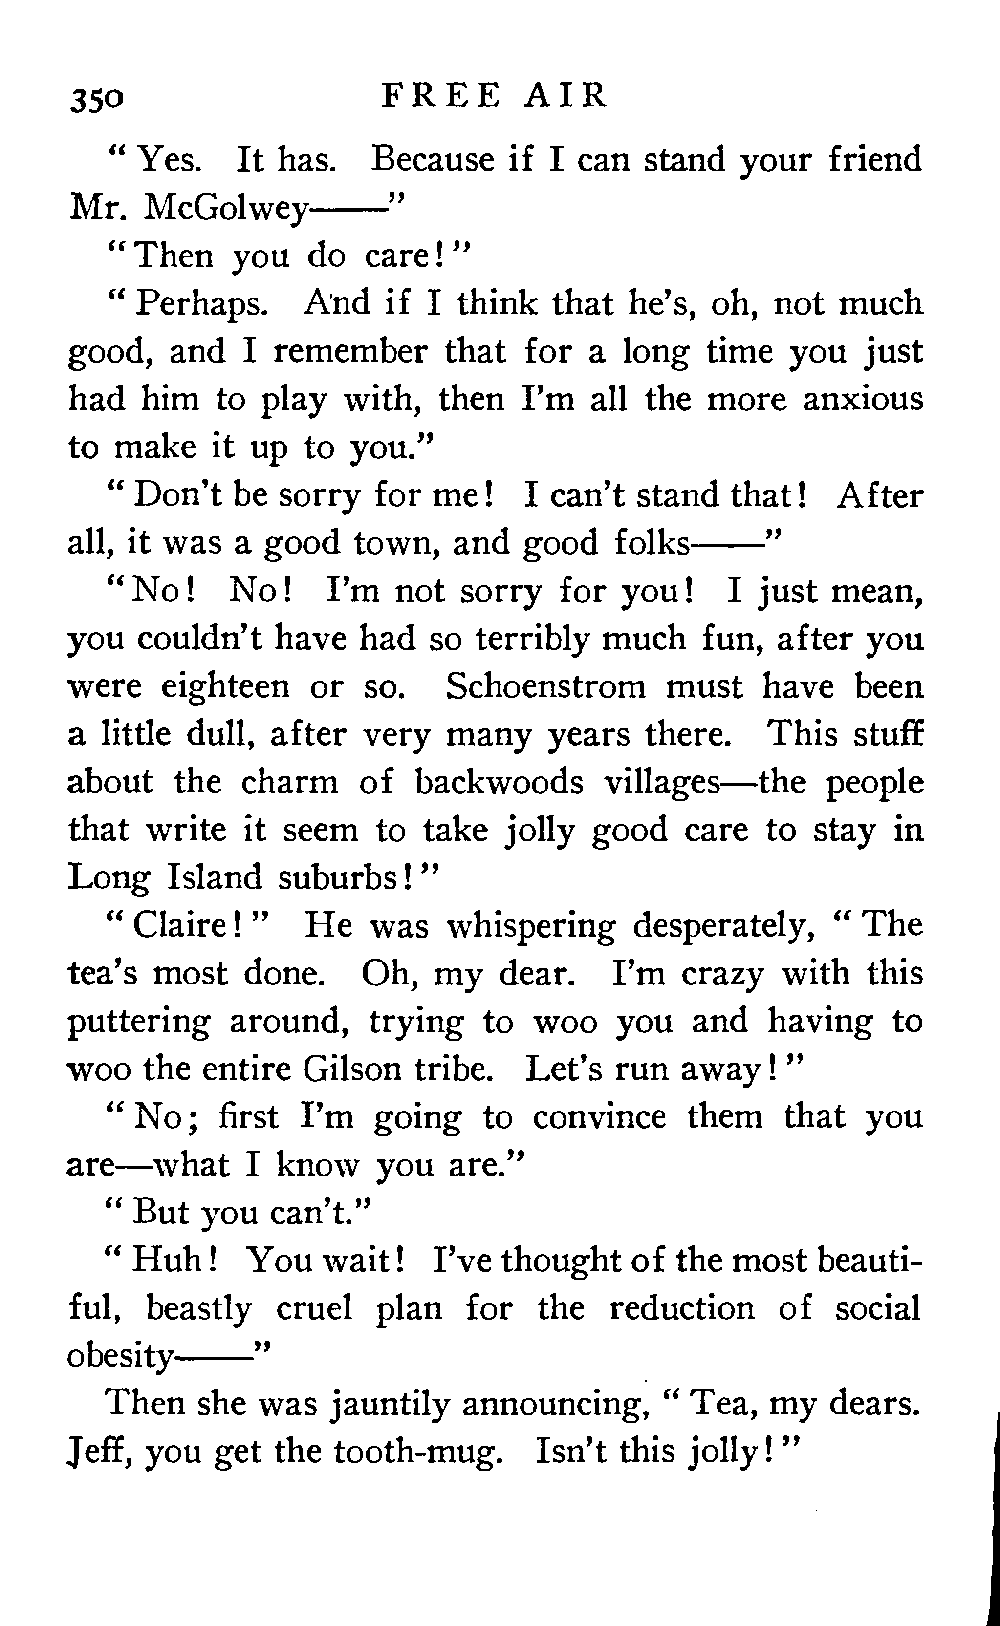 350 FREE AIR
“ Yes. It has. Because if I can stand your friend
Mr. McGolwey——”
“ Then you do care! ”
“ Perhaps. And if I think that he’s, oh, not much
good, and I remember that for a long time you just
had him to play with, then I’m all the more anxious
to make it up to you.”
“ Don’t be sorry for me! I can’t stand that! After
all, it was a good town, and good folks——”
“ No! No! I’m not sorry for you! I just mean,
you couldn’t have had so terribly much fun, after you
were eighteen or so. Schoenstrom must have been
a little dull, after very many years there. This stuff
about the charm of backwoods villages—the people
that write it seem to take jolly good care to stay in
Long Island suburbs! ”
“ Claire! ” He was whispering desperately, “ The
tea’s most done. Oh, my dear. I’m crazy with this
puttering around, trying to woo you and having to
woo the entire Gilson tribe. Let’s run away! ”
“ No; first I’m going to convince them that you
are—what I know you are.”
“ But you can’t.”
“ Huh! You wait! I’ve thought of the most beauti-
ful, beastly cruel plan for the reduction of social
obesity——”
Then she was jauntily announcing, “ Tea, my dears.
Jeff, you get the tooth-mug. Isn’t this jolly! ”